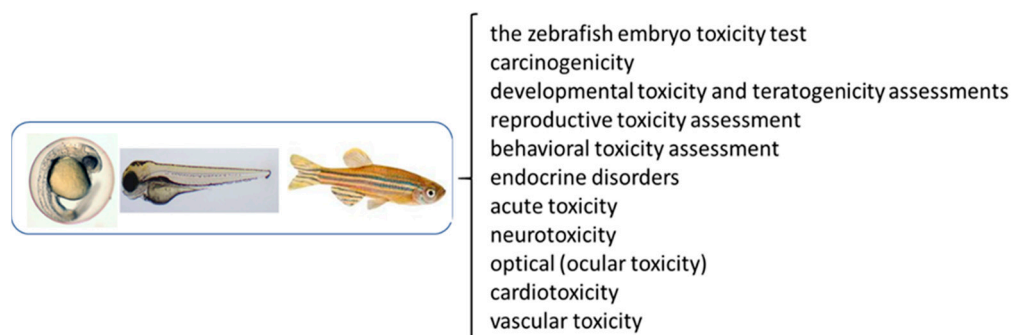 the zebrafish embryo toxicity test
carcinogenicity
developmental toxicity and teratogenicity assessments
reproductive toxicity assessment
behavioral toxicity assessment
endocrine disorders
acute toxicity
neurotoxicity
optical (ocular toxicity)
cardiotoxicity
vascular toxicity